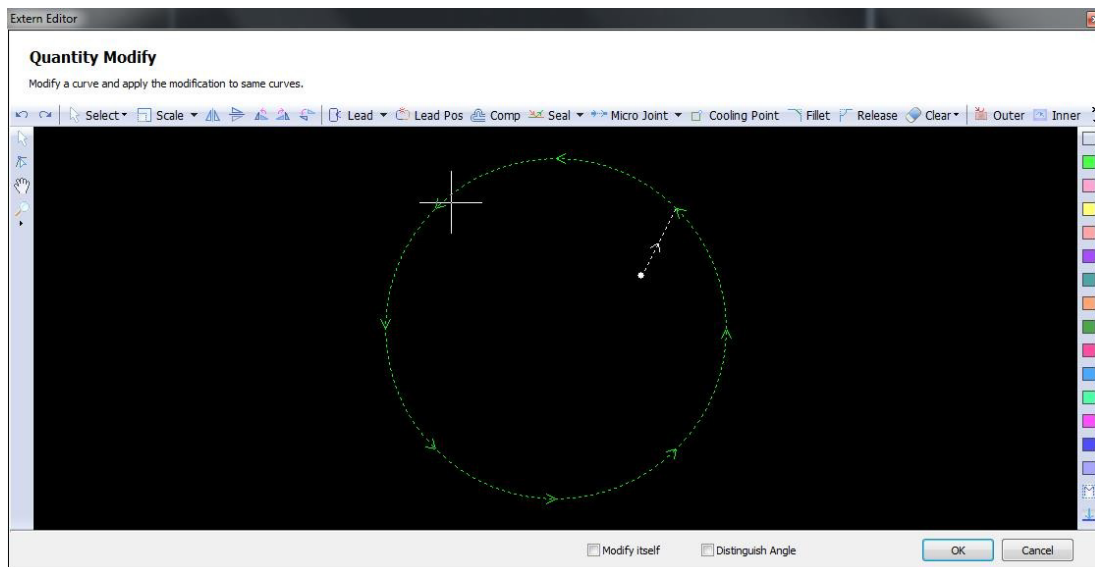 Extern Editor
Quantity Modify
Modify a curve and apply the modification to same curves.
Select Scale Lead Lead Pos Comp Seal Micro Joint Cooling Point Fillet Release Clear Outer Inner
Modify itself Distinguish Angle OK Cancel